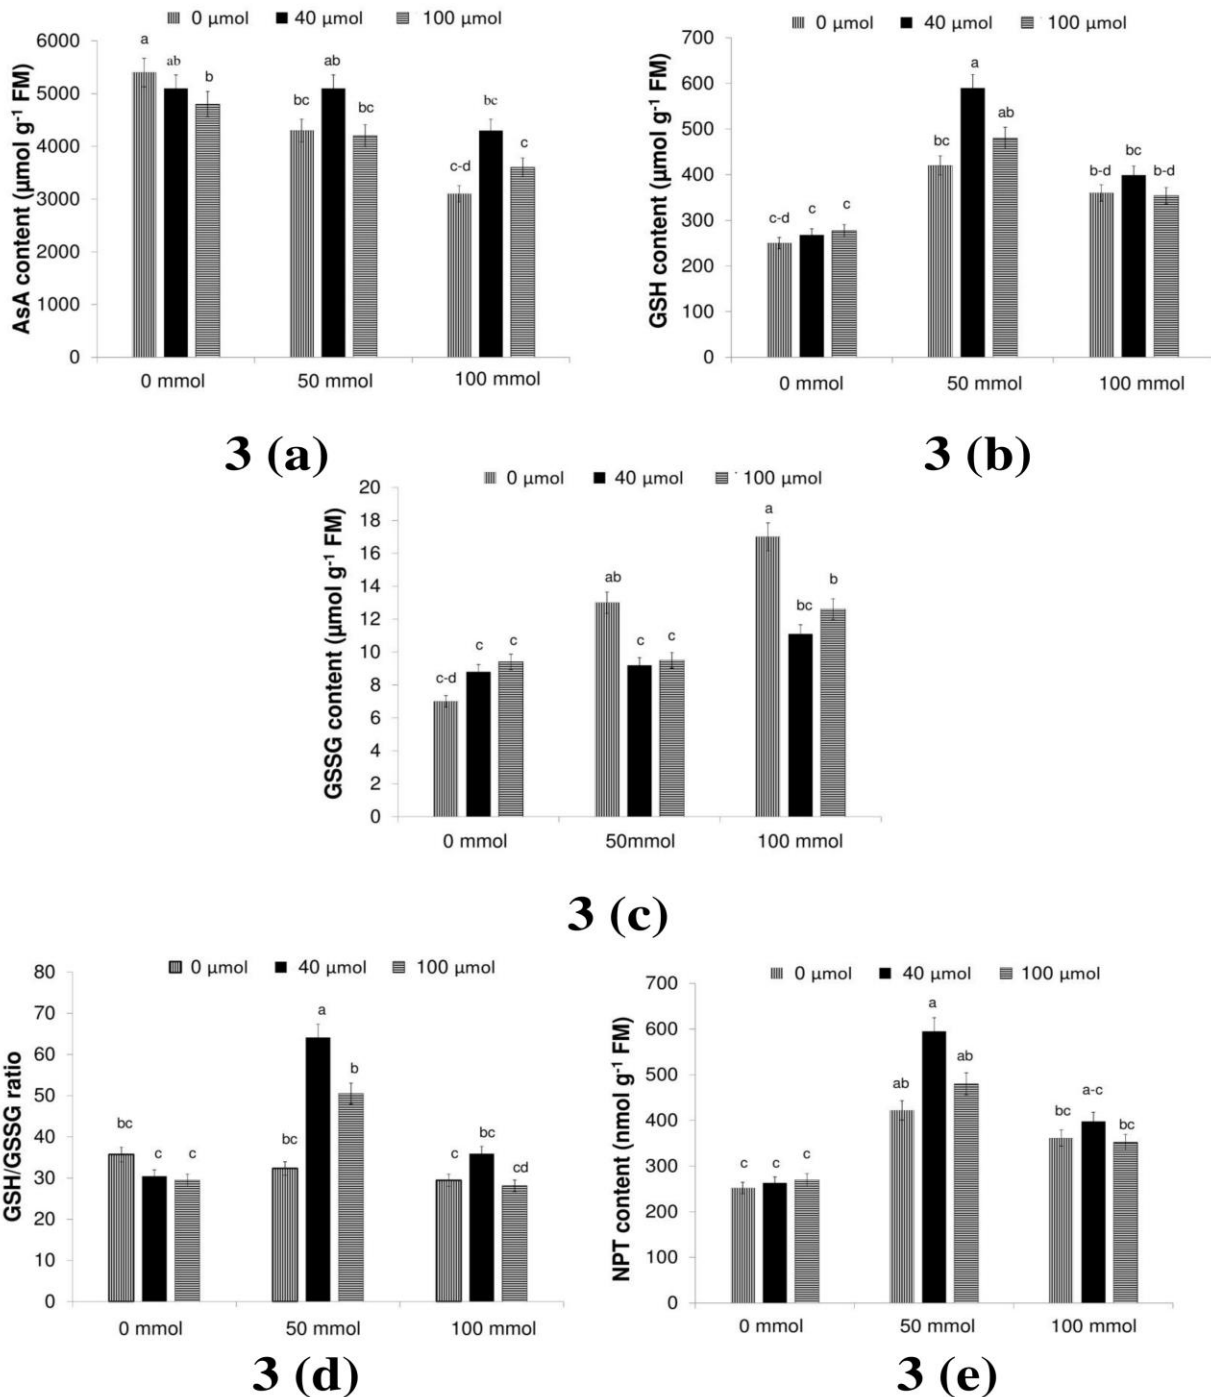 0 µmol 40 µmol 100 µmol
AsA content (µmol g⁻¹ FM)
6000
5000
4000
3000
2000
1000
0
a ab b
bc ab bc
c-d bc c
0 mmol 50 mmol 100 mmol
3 (a)
0 µmol 40 µmol 100 µmol
GSH content (µmol g⁻¹ FM)
700
600
500
400
300
200
100
0
c-d c c
bc a ab
b-d bc b-d
0 mmol 50 mmol 100 mmol
3 (b)
0 µmol 40 µmol 100 µmol
GSSG content (µmol g⁻¹ FM)
20
18
16
14
12
10
8
6
4
2
0
c-d c c
ab c c
a bc b
0 mmol 50mmol 100 mmol
3 (c)
0 µmol 40 µmol 100 µmol
GSH/GSSG ratio
80
70
60
50
40
30
20
10
0
bc c c
bc a b
c bc cd
0 mmol 50 mmol 100 mmol
3 (d)
0 µmol 40 µmol 100 µmol
NPT content (nmol g⁻¹ FM)
700
600
500
400
300
200
100
0
c c c
ab a ab
bc a-c bc
0 mmol 50 mmol 100 mmol
3 (e)